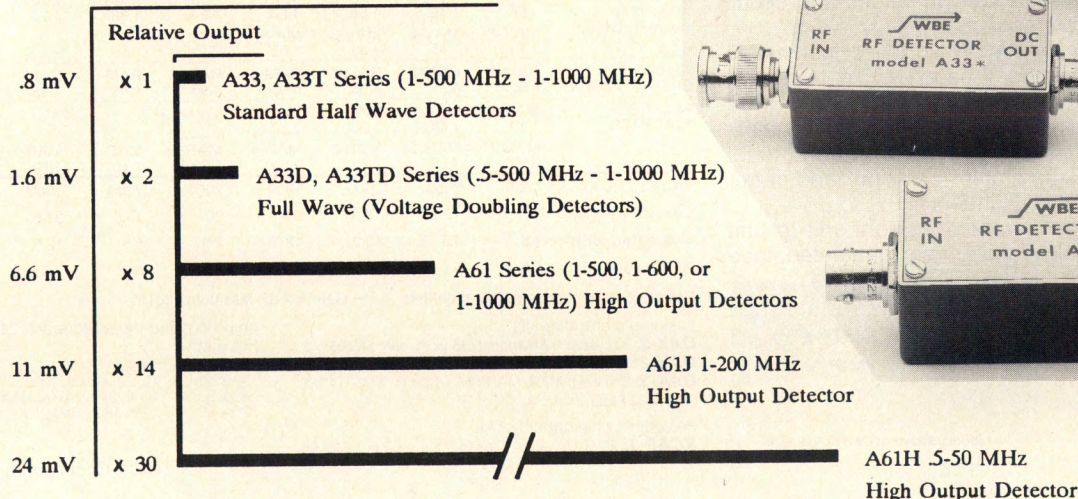 Relative Output
.8 mV x 1 A33, A33T Series (1-500 MHz - 1-1000 MHz)
Standard Half Wave Detectors
1.6 mV x 2 A33D, A33TD Series (.5-500 MHz - 1-1000 MHz)
Full Wave (Voltage Doubling Detectors)
6.6 mV x 8 A61 Series (1-500, 1-600, or
1-1000 MHz) High Output Detectors
11 mV x 14 A61J 1-200 MHz
High Output Detector
24 mV x 30 A61H .5-50 MHz
High Output Detector
WBE
RF IN
RF DETECTOR
DC OUT
model A33*
WBE
RF IN
RF DETECT
model A